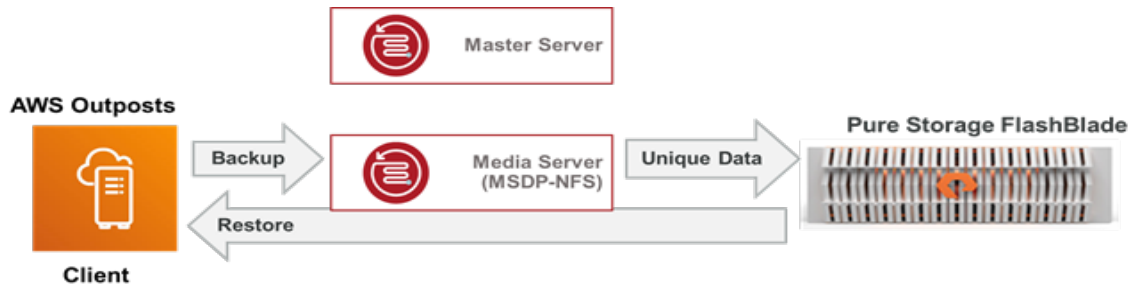 Master Server
AWS Outposts
Pure Storage FlashBlade
Backup
Media Server
(MSDP-NFS)
Unique Data
Restore
Client